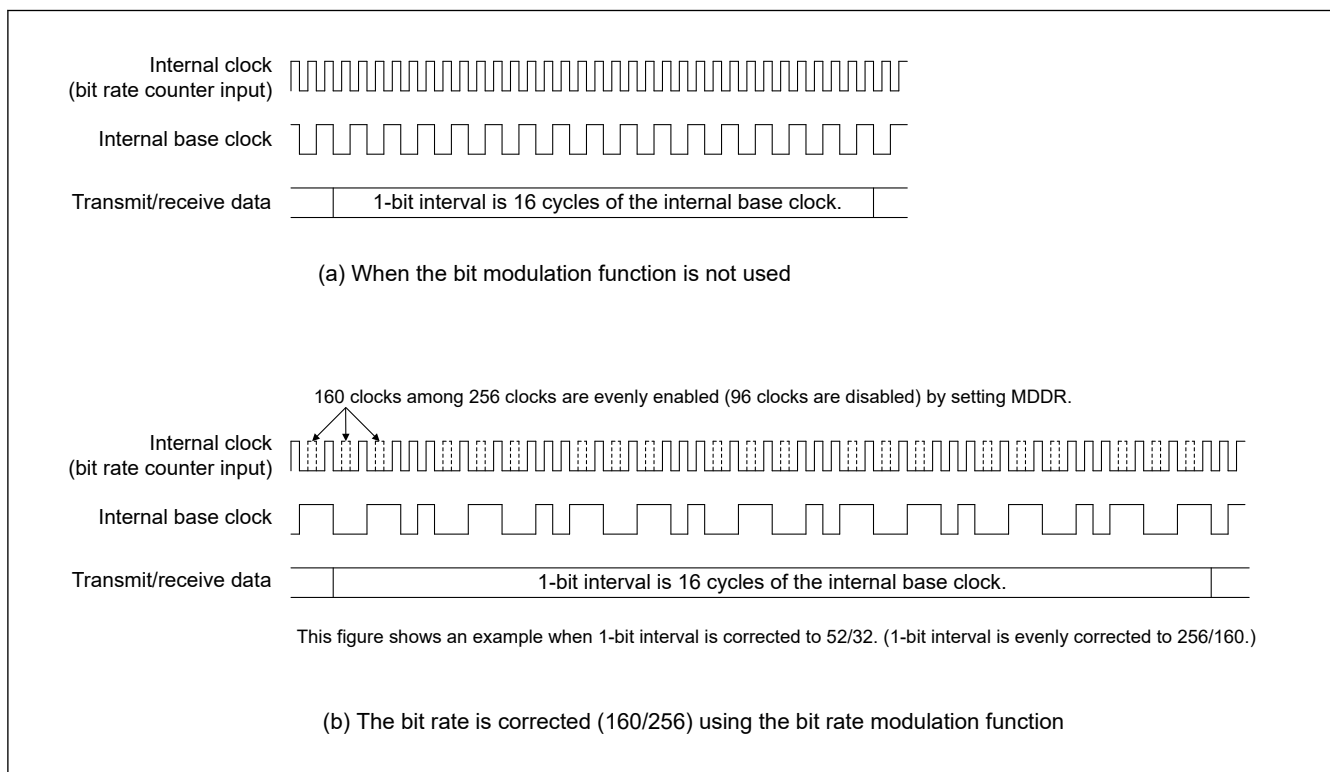 Internal clock
(bit rate counter input)
Internal base clock
Transmit/receive data
1-bit interval is 16 cycles of the internal base clock.
(a) When the bit modulation function is not used
160 clocks among 256 clocks are evenly enabled (96 clocks are disabled) by setting MDDR.
Internal clock
(bit rate counter input)
Internal base clock
Transmit/receive data
1-bit interval is 16 cycles of the internal base clock.
This figure shows an example when 1-bit interval is corrected to 52/32. (1-bit interval is evenly corrected to 256/160.)
(b) The bit rate is corrected (160/256) using the bit rate modulation function